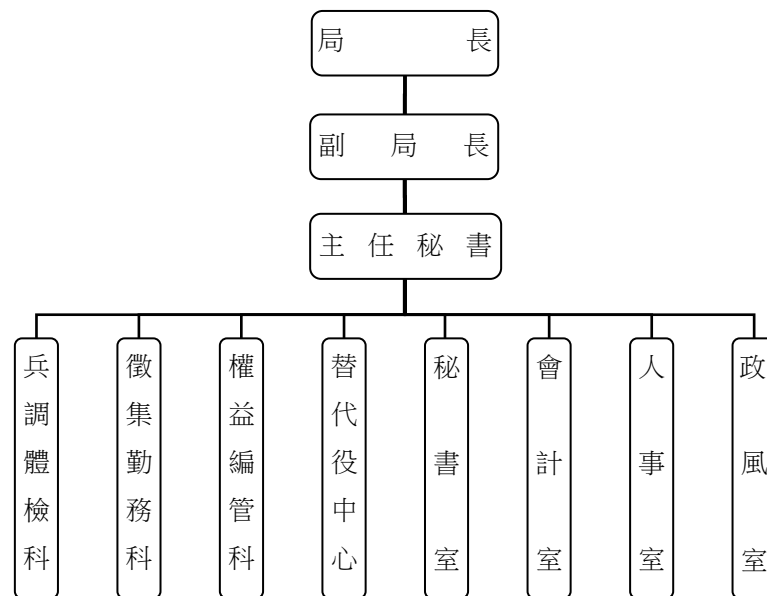 局長
副局長
主任秘書
兵調體檢科
徵集勤務科
權益編管科
替代役中心
秘書室
會計室
人事室
政風室